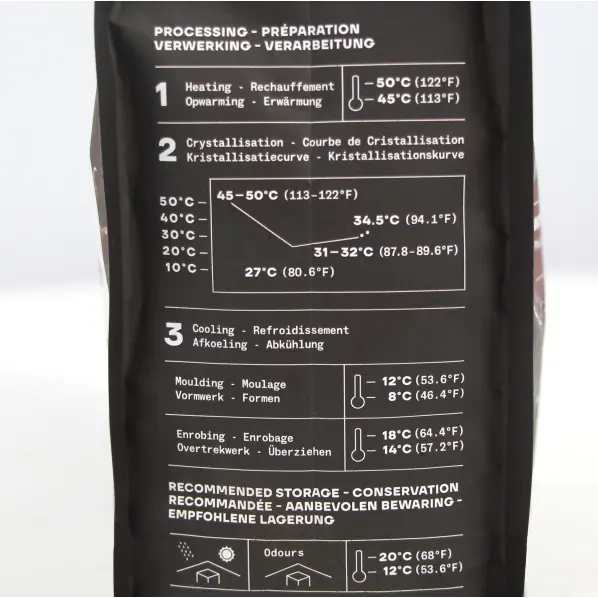 PROCESSING - PRÉPARATION
VERWERKING - VERARBEITUNG
1 Heating - Rechauffement
Opwarming - Erwärmung
50°C (122°F)
45°C (113°F)
2 Crystallisation - Courbe de Cristallisation
Kristallisatiecurve - Kristallisationskurve
50°C
40°C
30°C
20°C
10°C
45-50°C (113-122°F)
34.5°C (94.1°F)
31-32°C (87.8-89.6°F)
27°C (80.6°F)
3 Cooling - Refroidissement
Afkoeling - Abkühlung
Moulding - Moulage
Vormwerk - Formen
12°C (53.6°F)
8°C (46.4°F)
Enrobing - Enrobage
Overtrekwerk - Überziehen
18°C (64.4°F)
14°C (57.2°F)
RECOMMENDED STORAGE - CONSERVATION
RECOMMANDÉE - AANBEVOLEN BEWARING -
EMPFOHLENE LAGERUNG
Odours
20°C (68°F)
12°C (53.6°F)